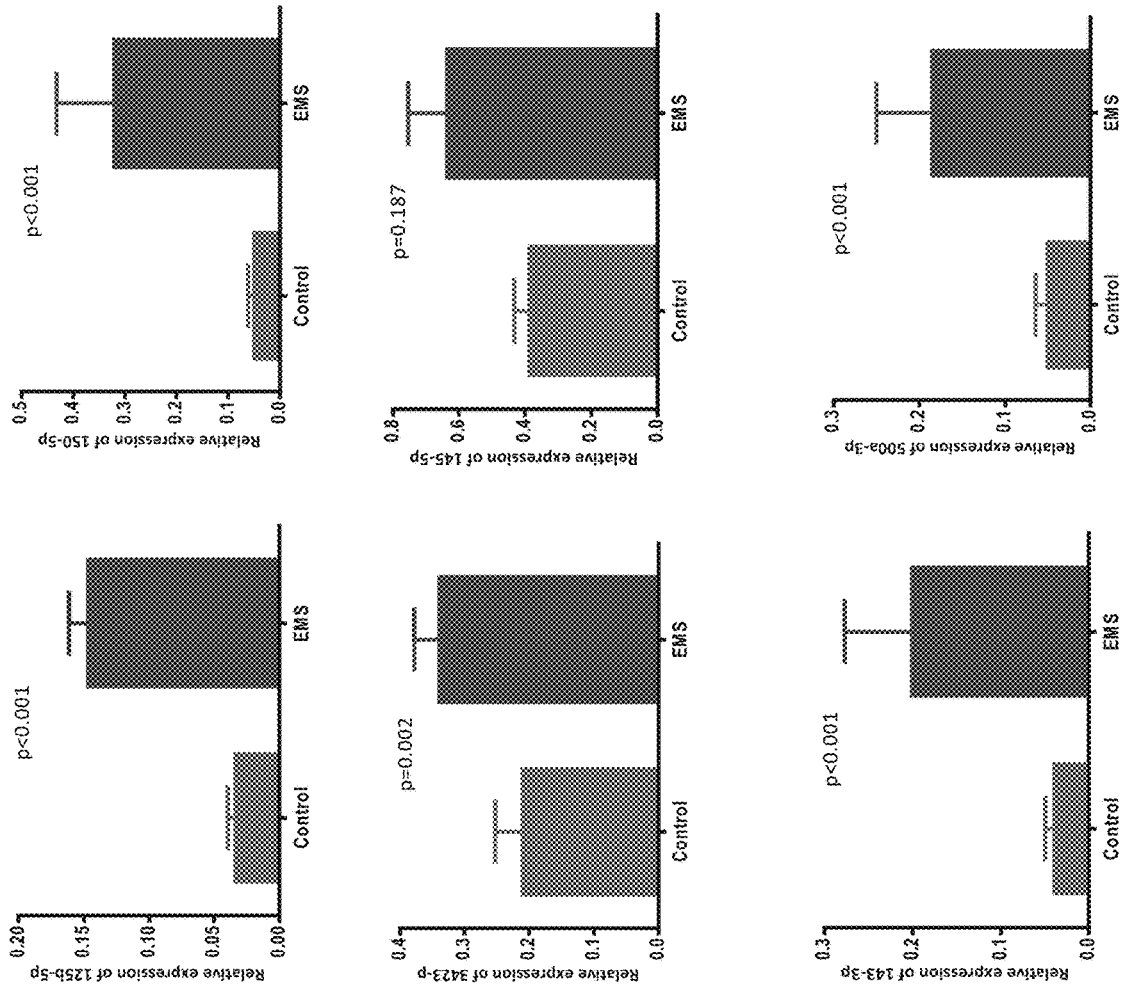 Relative expression of 125b-5p
0.20
0.15
0.10
0.05
0.00
p<0.001
Control
EMS
Relative expression of 150-5p
0.5
0.4
0.3
0.2
0.1
0.0
p<0.001
Control
EMS
Relative expression of 3423-p
0.4
0.3
0.2
0.1
0.0
p=0.002
Control
EMS
Relative expression of 145-5p
0.8
0.6
0.4
0.2
0.0
p=0.187
Control
EMS
Relative expression of 143-3p
0.3
0.2
0.1
0.0
p<0.001
Control
EMS
Relative expression of 500a-3p
0.3
0.2
0.1
0.0
p<0.001
Control
EMS